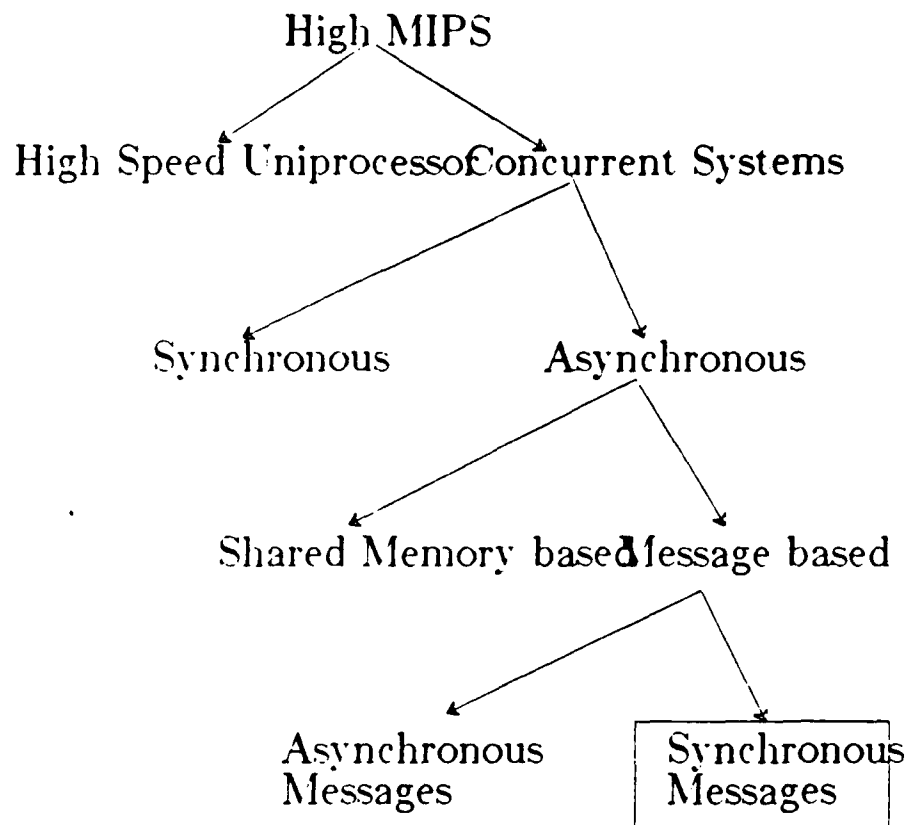 High MIPS
High Speed Uniprocessor Concurrent Systems
Synchronous Asynchronous
Shared Memory based Message based
Asynchronous Synchronous
Messages Messages